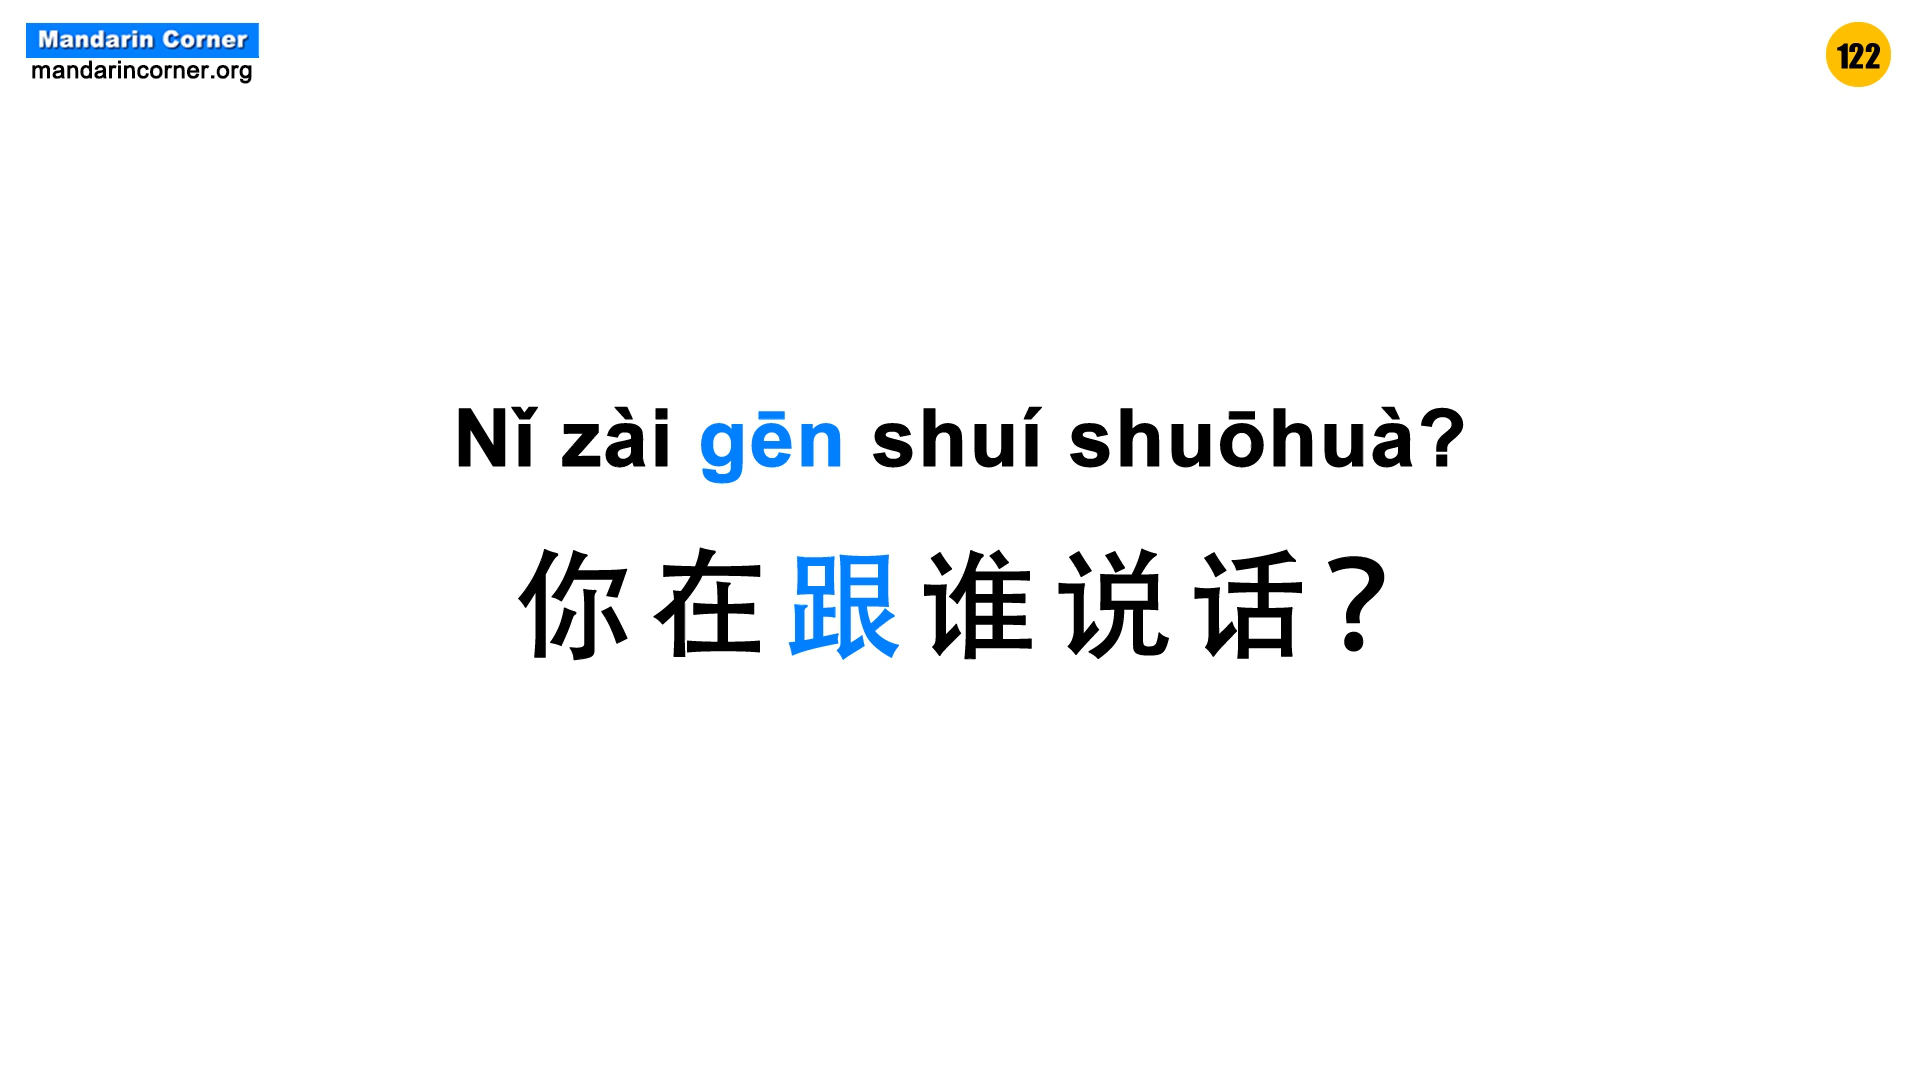 Mandarin Corner
mandarincorner.org
122
Nǐ zài gēn shuí shuōhuà?
你在跟谁说话？